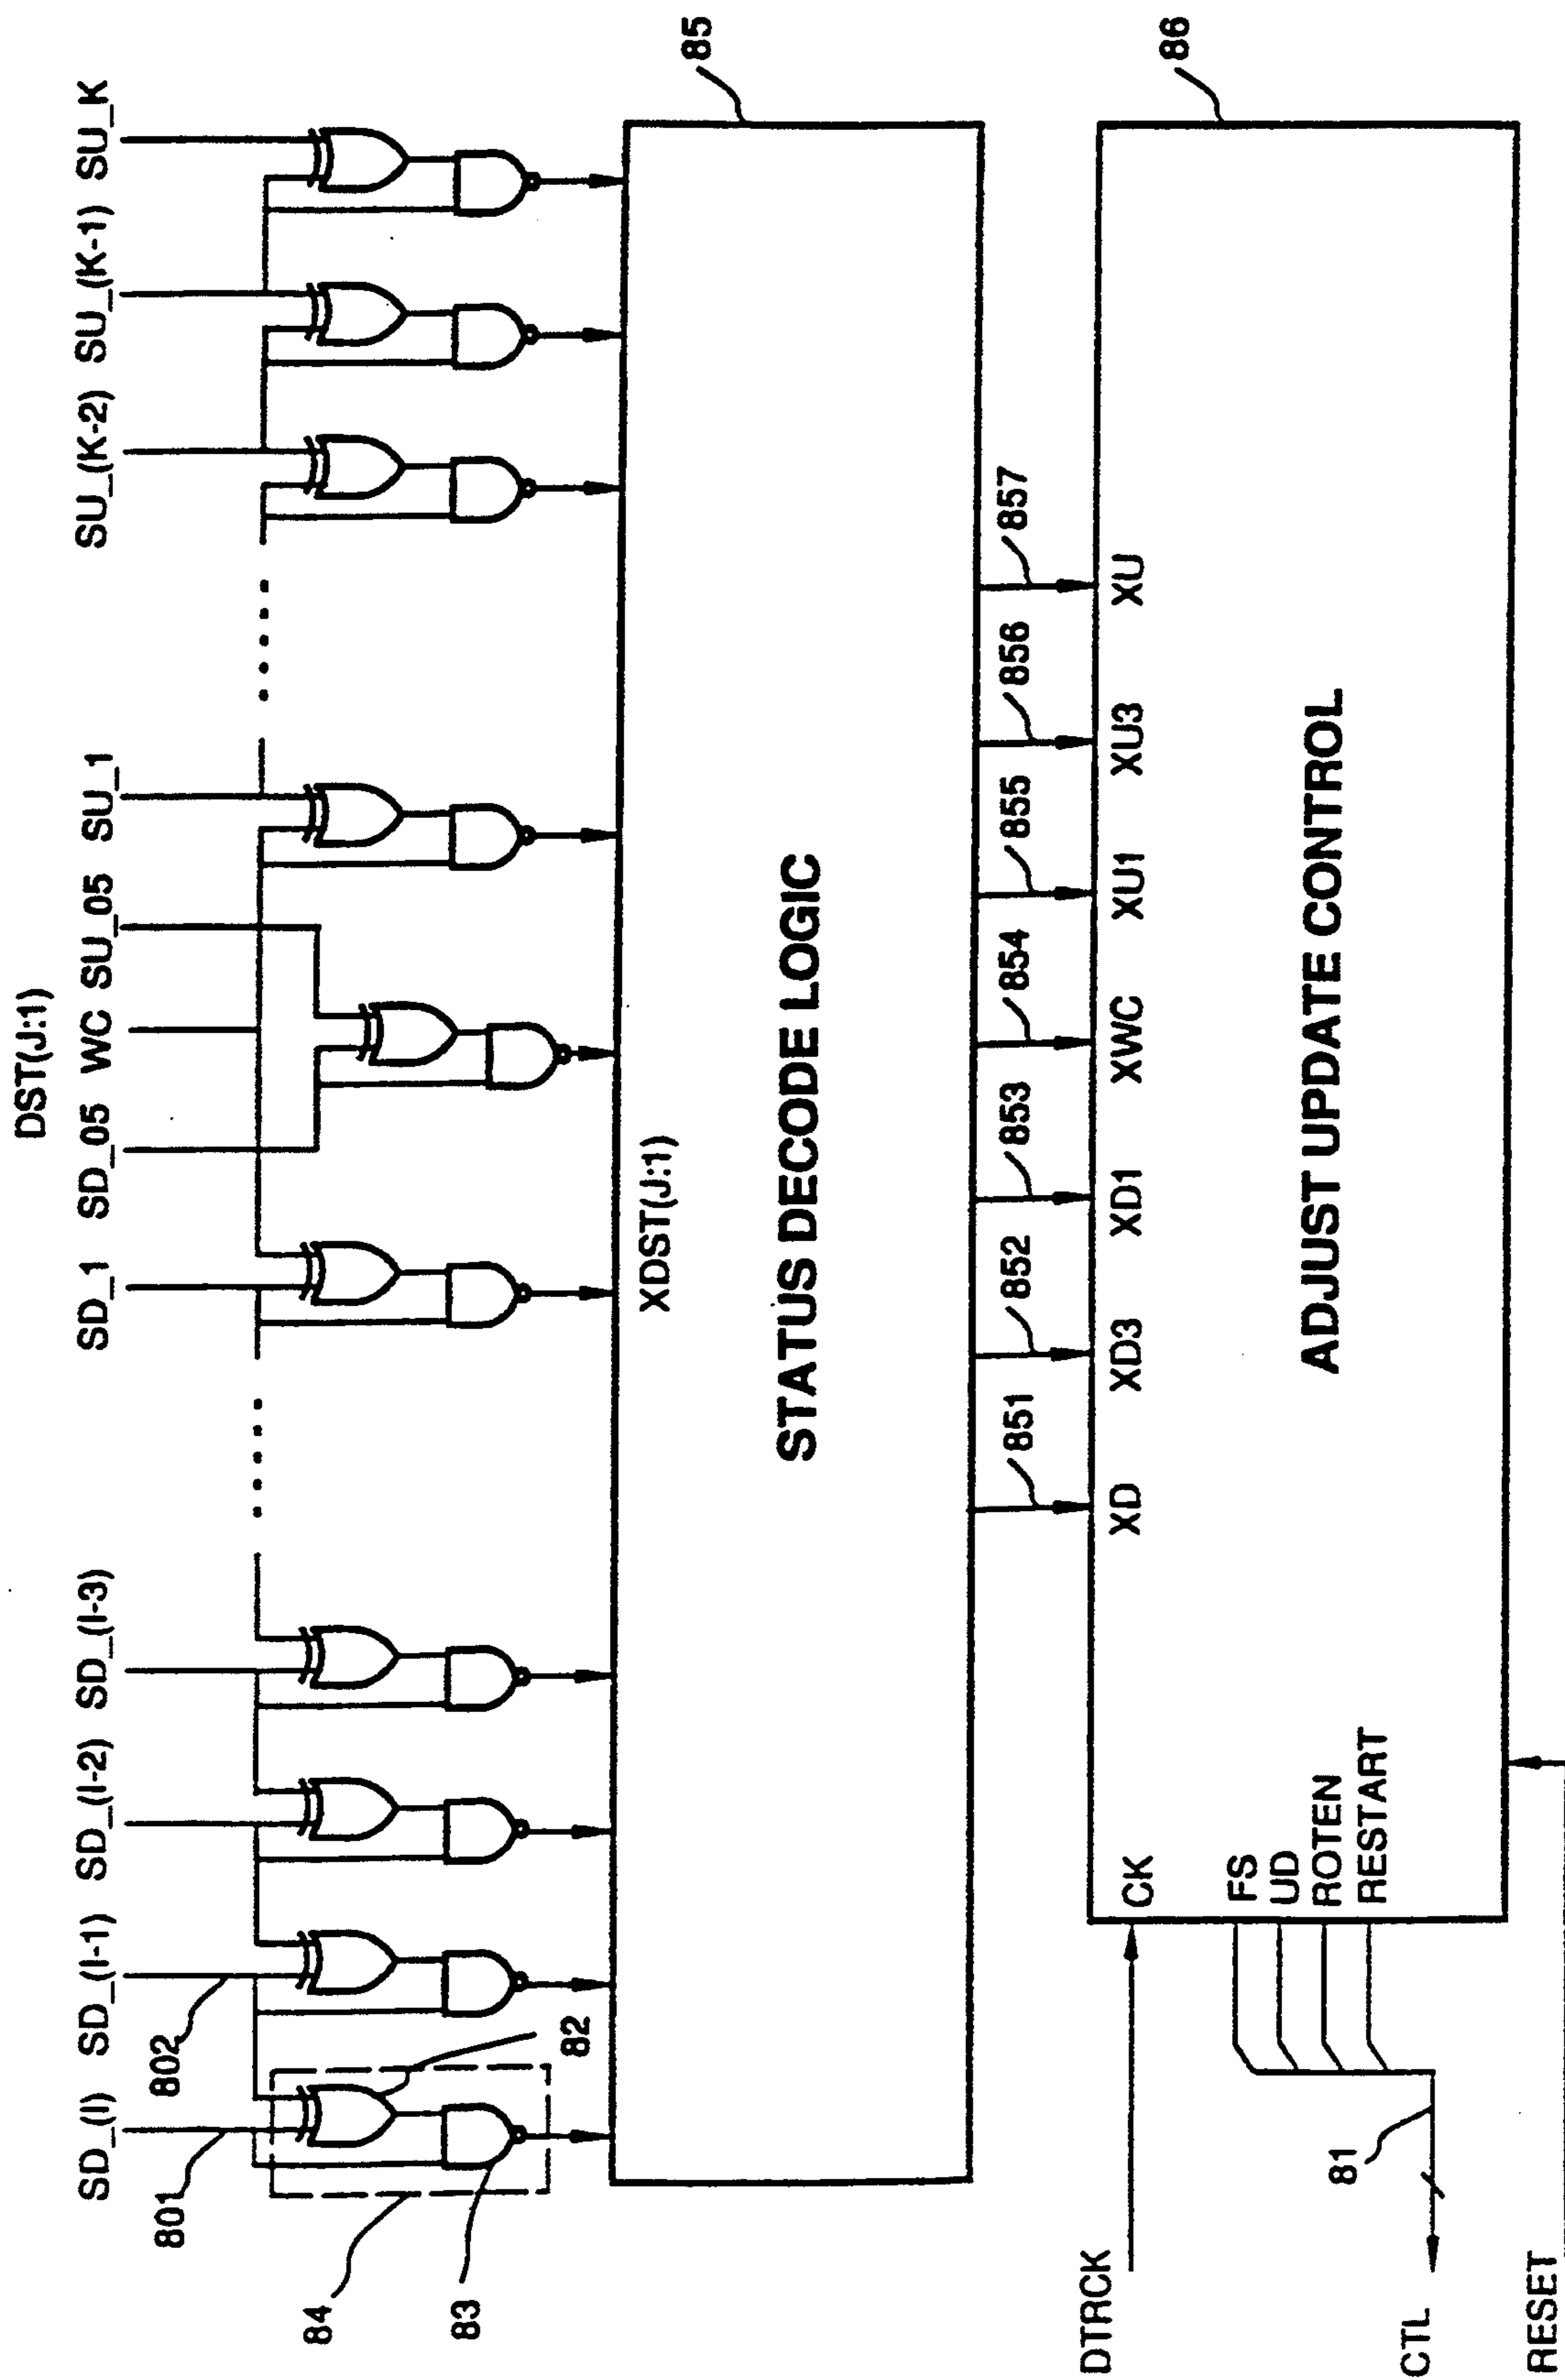 DST(J:1)
SD_(I) SD_(I-1) SD_(I-2) SD_(I-3) SD_1 SD_05 WC SU_05 SU_1 SU_(K-2) SU_(K-1) SU_K
801
802
82
84
83
XDST(J:1)
STATUS DECODE LOGIC
85
851 852 853 854 855 856 857
XD XD3 XD1 XWC XU1 XU3 XU
86
DTRCK
CK
FS
UD
ROTEN
RESTART
ADJUST UPDATE CONTROL
81
CTL
RESET